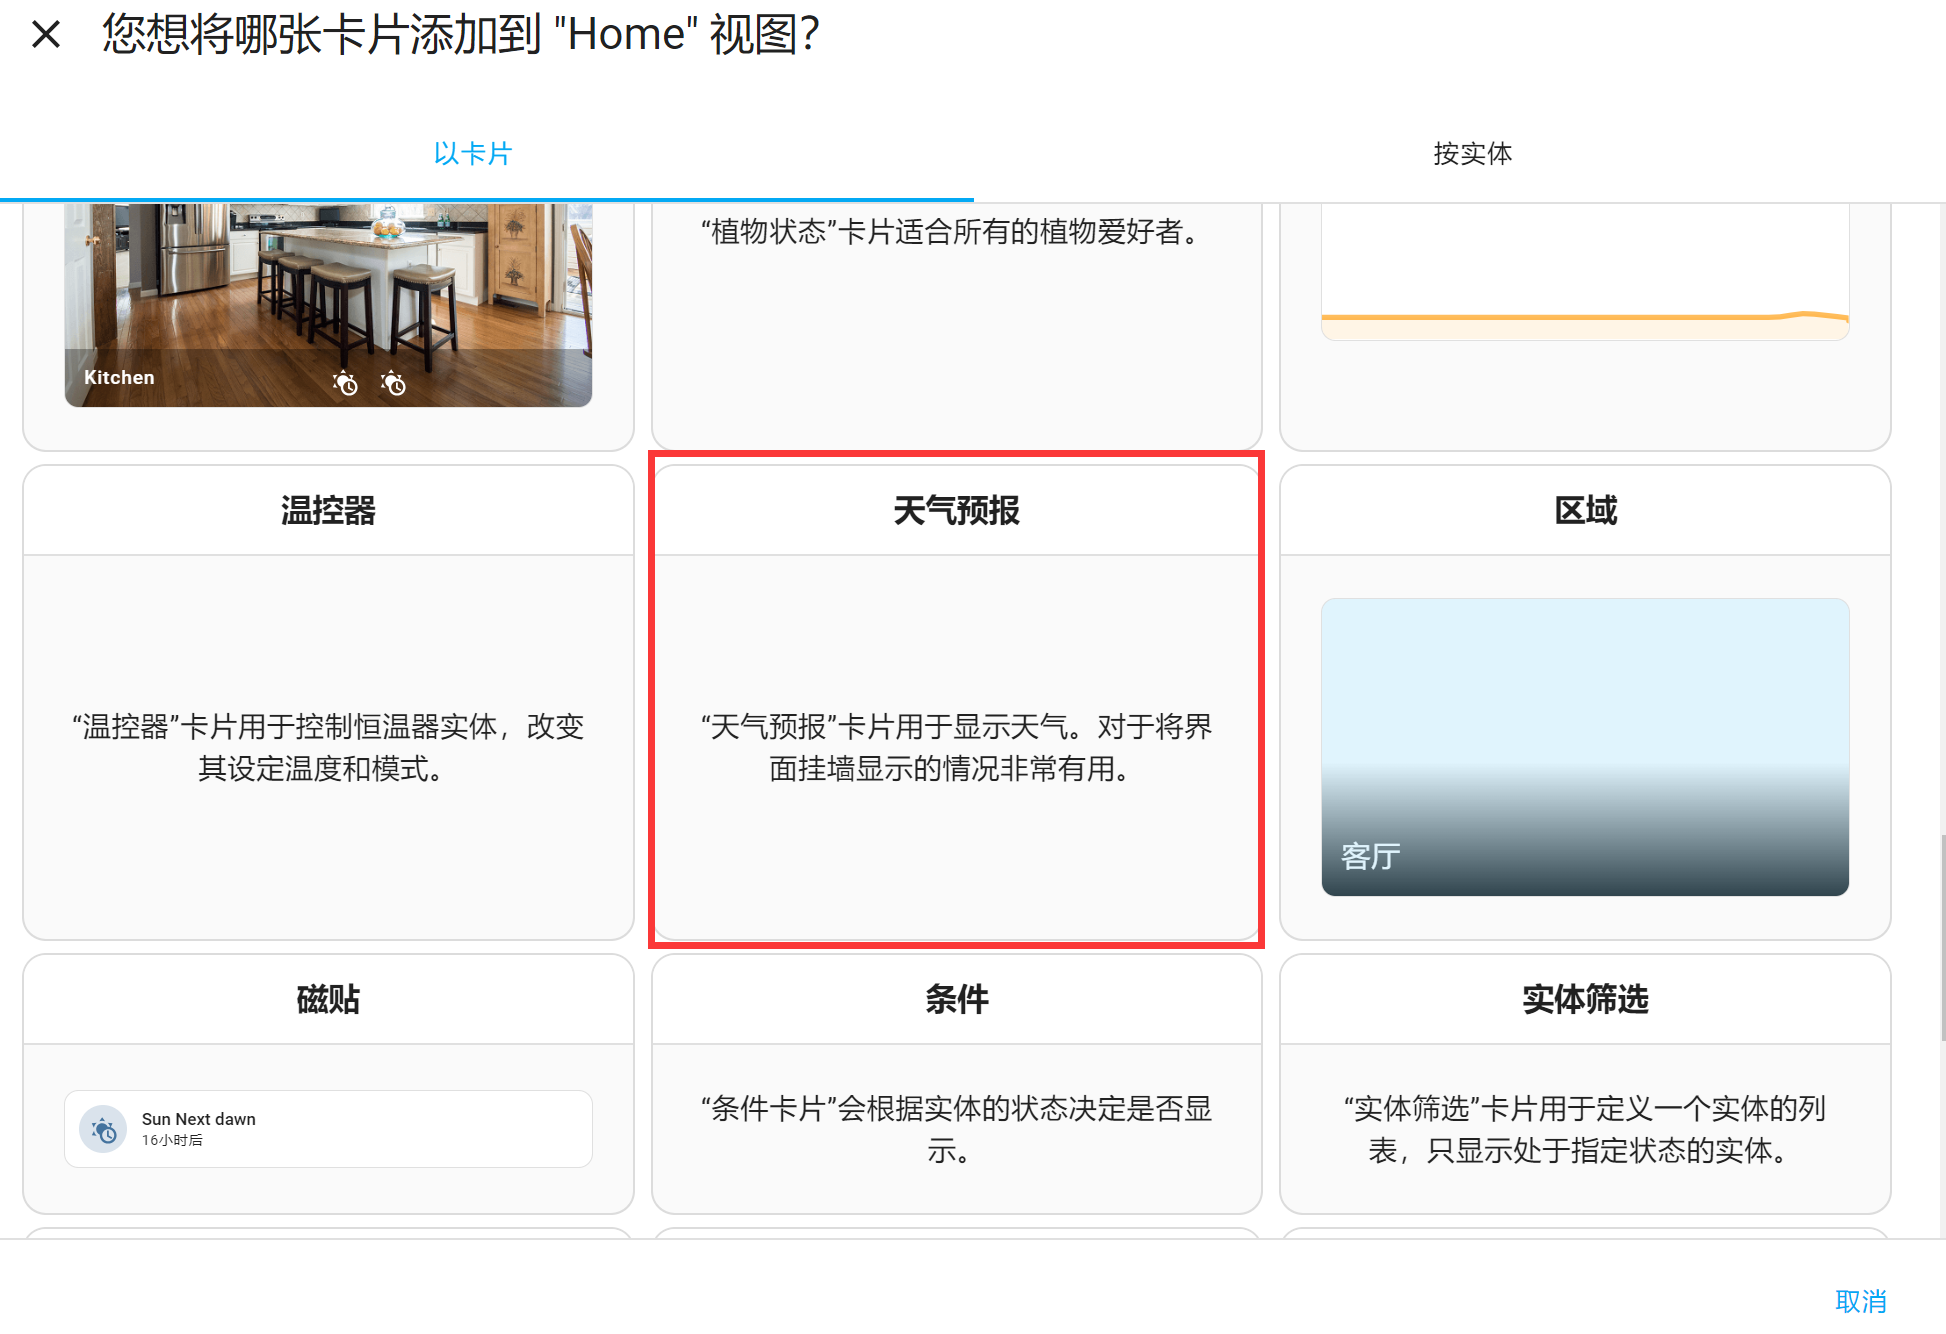 您想将哪张卡片添加到 "Home" 视图？
以卡片
按实体
Kitchen
“植物状态”卡片适合所有的植物爱好者。
温控器
“温控器”卡片用于控制恒温器实体，改变
其设定温度和模式。
天气预报
“天气预报”卡片用于显示天气。对于将界
面挂墙显示的情况非常有用。
区域
客厅
磁贴
Sun Next dawn
16小时后
条件
“条件卡片”会根据实体的状态决定是否显
示。
实体筛选
“实体筛选”卡片用于定义一个实体的列
表，只显示处于指定状态的实体。
取消